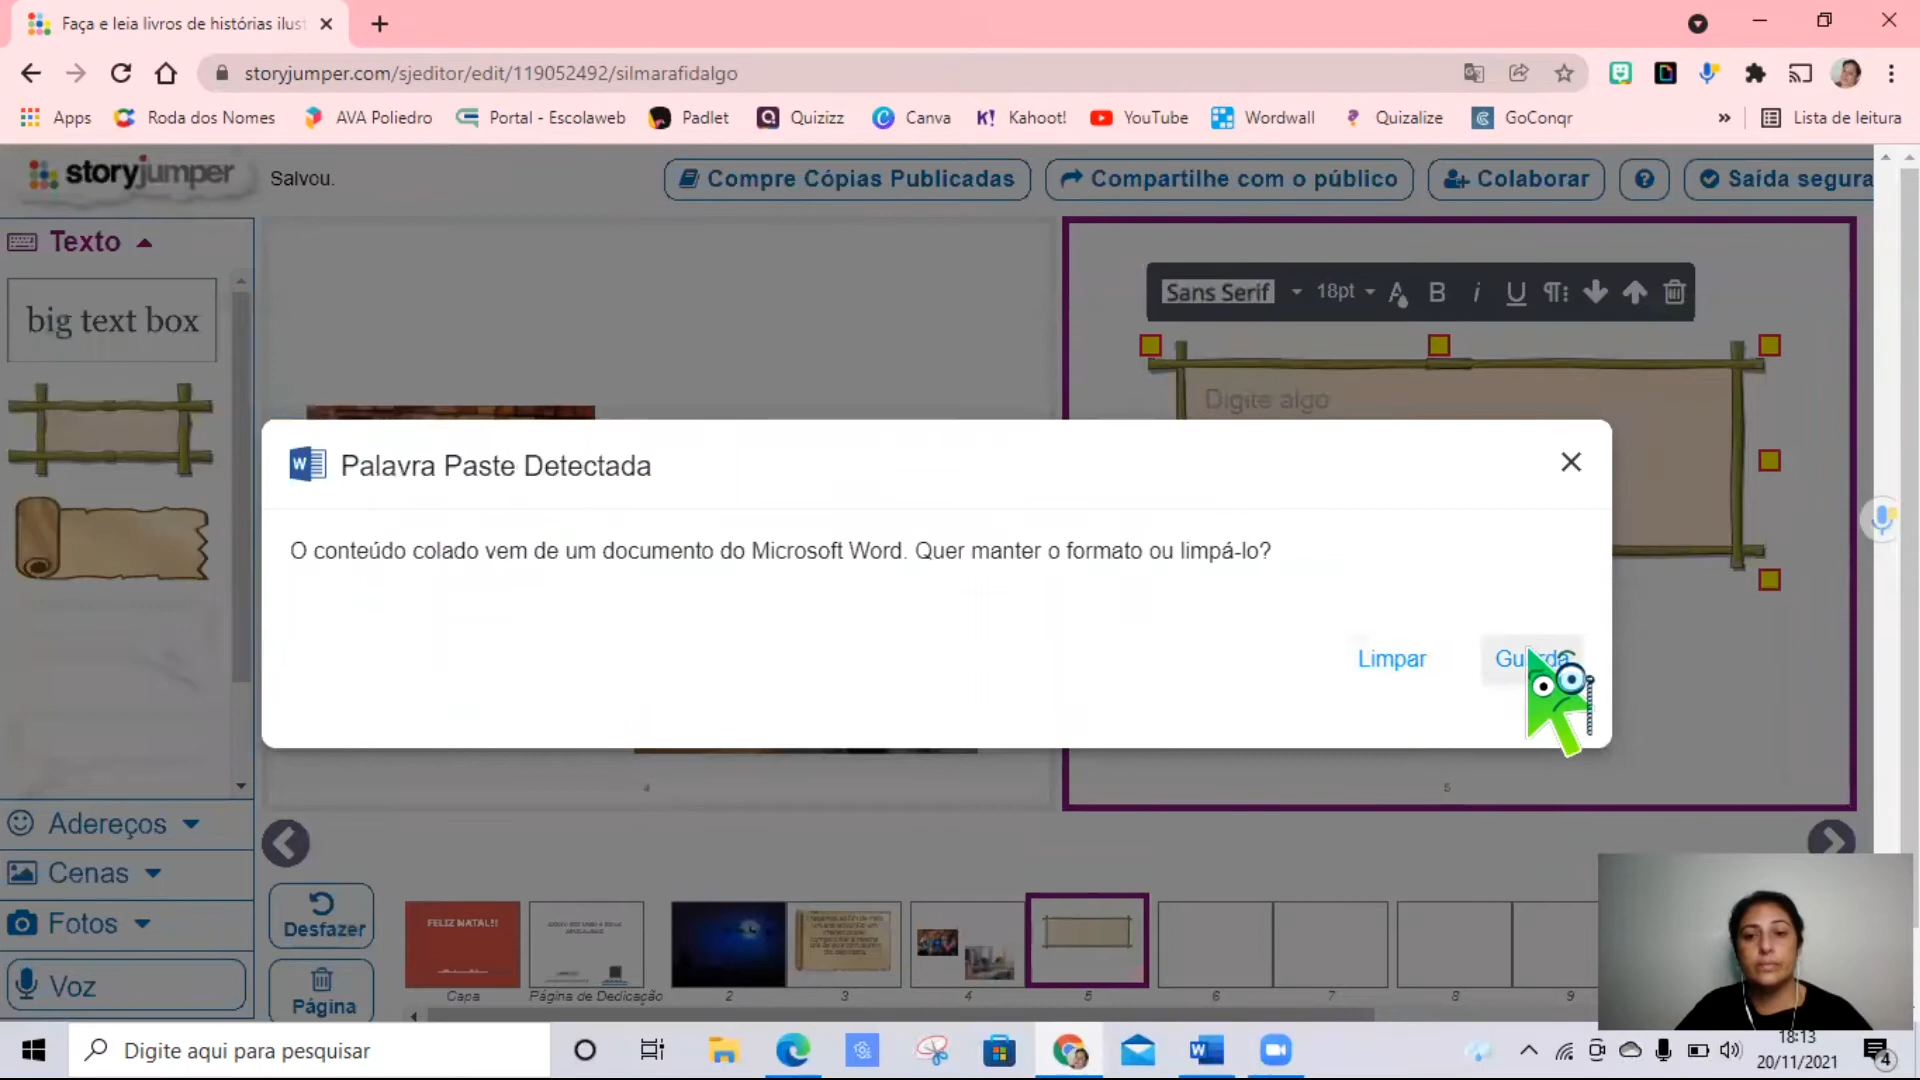 Faça e leia livros de histórias ilust
storyjumper.com/sjeditor/edit/119052492/silmarafidalgo
Apps
Roda dos Nomes
AVA Poliedro
Portal - Escolaweb
Padlet
Quizizz
Canva
K! Kahoot!
YouTube
Wordwall
Quizalize
GoConqr
»
Lista de leitura
storyjumper
Salvou.
Compre Cópias Publicadas
Compartilhe com o público
Colaborar
?
Saída segura
Texto
big text box
Sans Serif
18pt
B
i
U
Digite algo
Palavra Paste Detectada
O conteúdo colado vem de um documento do Microsoft Word. Quer manter o formato ou limpá-lo?
Limpar
Guarda
4
5
Adereços
Cenas
Fotos
Voz
Desfazer
Página
FELIZ NATAL!!
Capa
Página de Dedicação
2
3
4
5
6
7
8
9
Digite aqui para pesquisar
18:13
20/11/2021
4